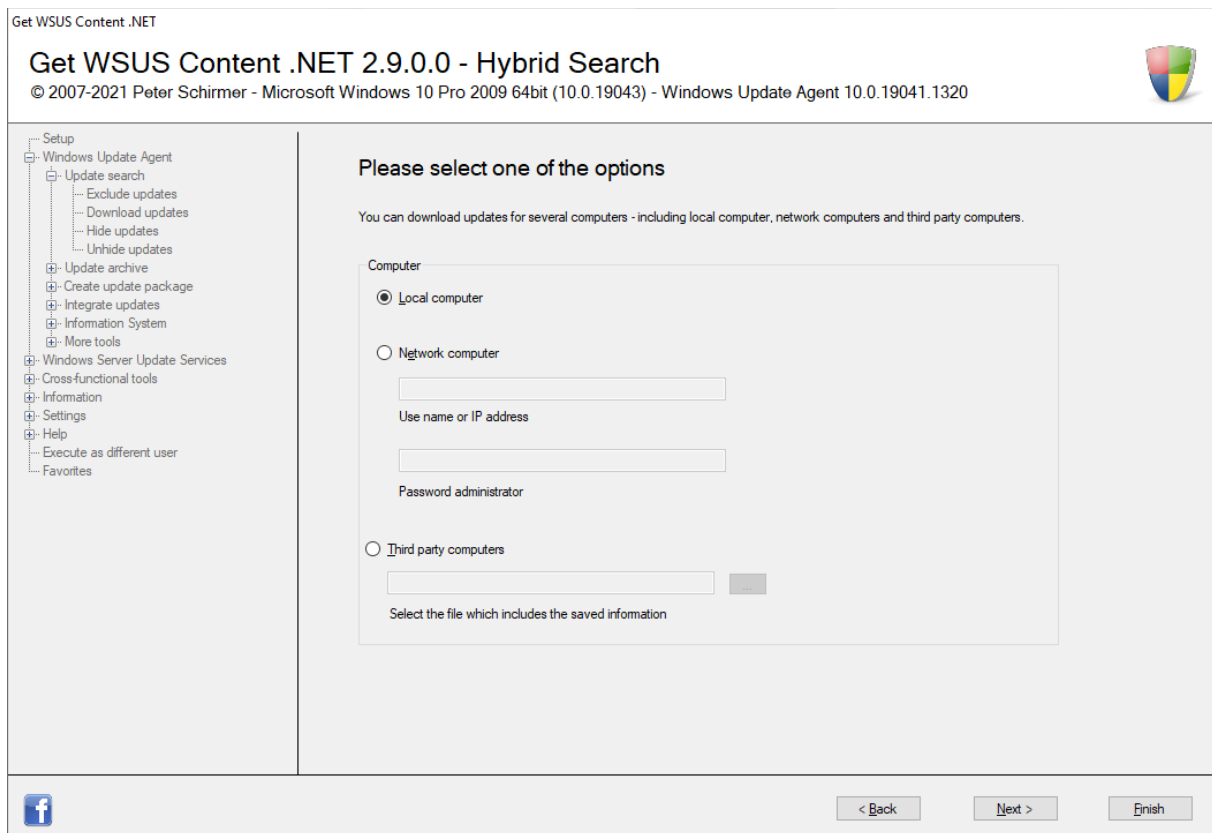 Get WSUS Content .NET
Get WSUS Content .NET 2.9.0.0 - Hybrid Search
© 2007-2021 Peter Schirmer - Microsoft Windows 10 Pro 2009 64bit (10.0.19043) - Windows Update Agent 10.0.19041.1320
Setup
Windows Update Agent
Update search
Exclude updates
Download updates
Hide updates
Unhide updates
Update archive
Create update package
Integrate updates
Information System
More tools
Windows Server Update Services
Cross-functional tools
Information
Settings
Help
Execute as different user
Favorites
Please select one of the options
You can download updates for several computers - including local computer, network computers and third party computers.
Computer
Local computer
Network computer
Use name or IP address
Password administrator
Third party computers
...
Select the file which includes the saved information
f
< Back
Next >
Finish